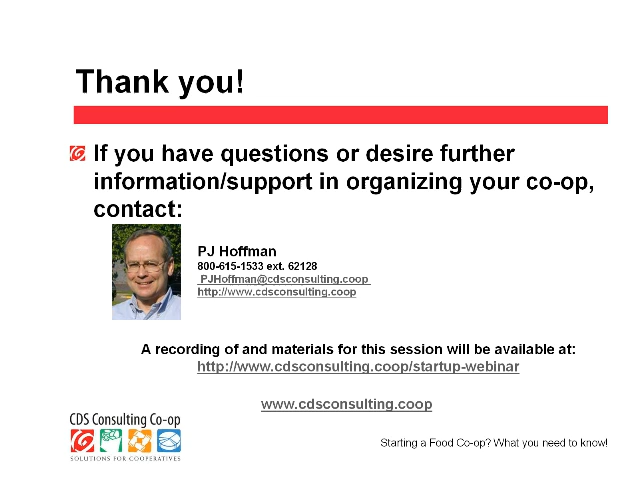 Thank you!
If you have questions or desire further
information/support in organizing your co-op,
contact:
PJ Hoffman
800-615-1533 ext. 62128
PJHoffman@cdsconsulting.coop
http://www.cdsconsulting.coop
A recording of and materials for this session will be available at:
http://www.cdsconsulting.coop/startup-webinar
www.cdsconsulting.coop
CDS Consulting Co-op
SOLUTIONS FOR COOPERATIVES
Starting a Food Co-op? What you need to know!